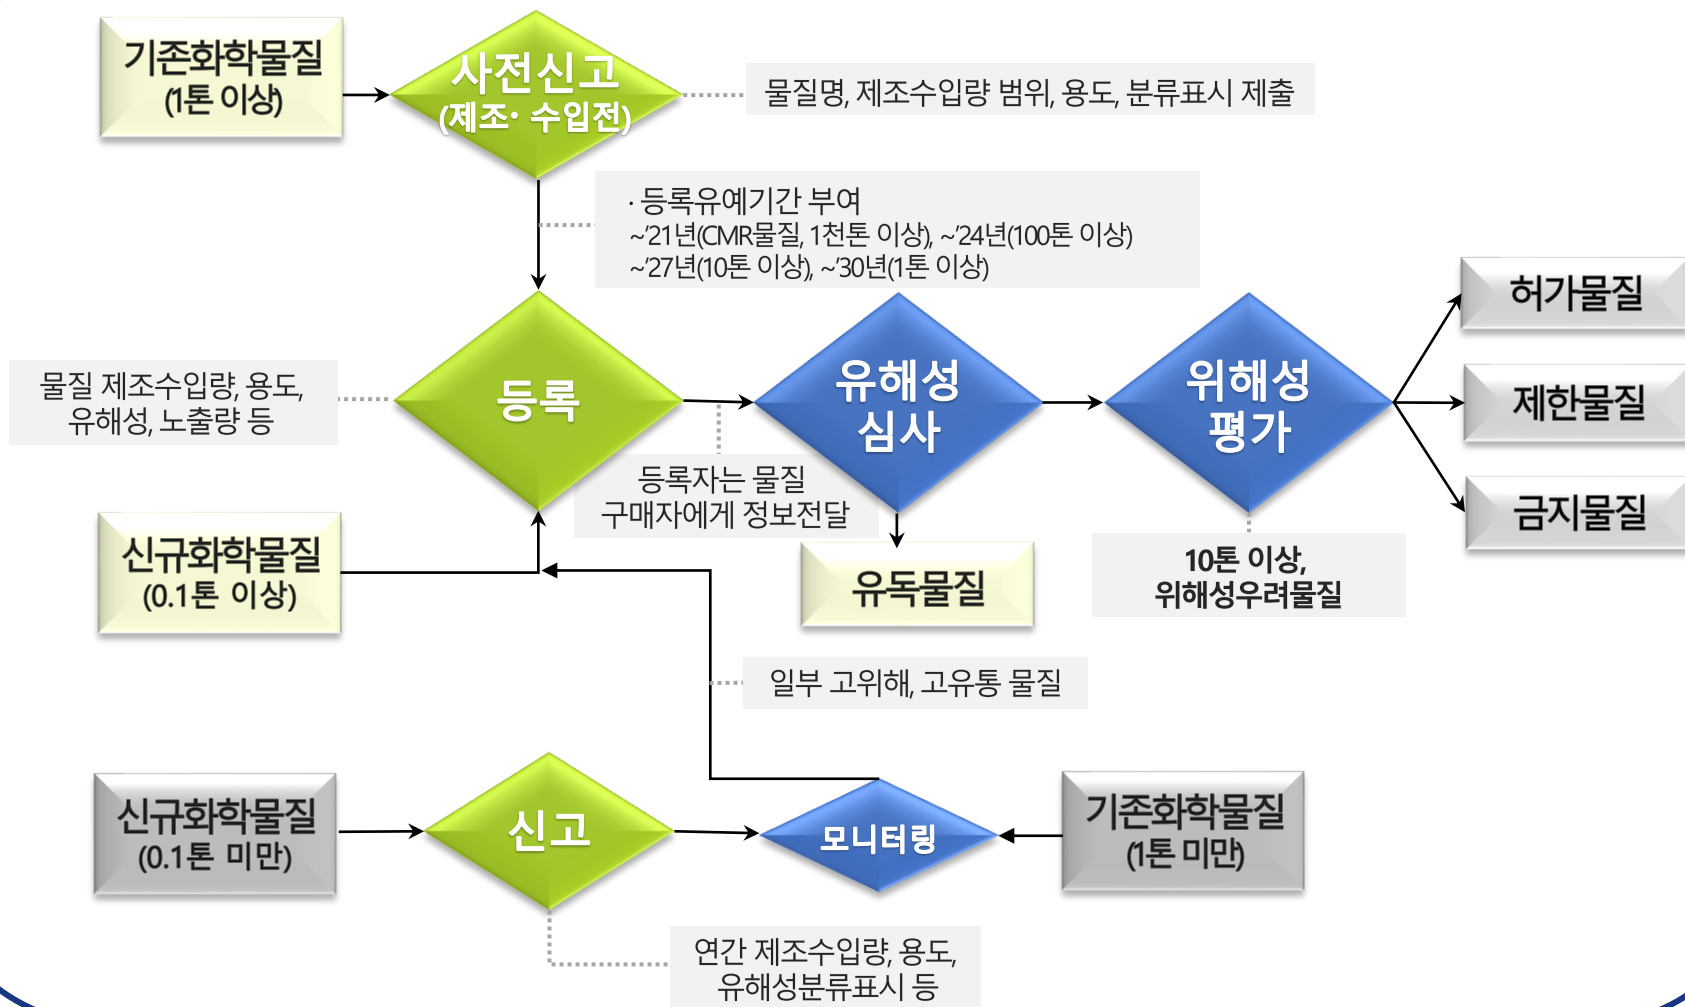 기존화학물질
(1톤 이상)
사전신고
(제조· 수입전)
물질명, 제조수입량 범위, 용도, 분류표시 제출
· 등록유예기간 부여
~'21년(CMR물질, 1천톤 이상), ~'24년(100톤 이상)
~'27년(10톤 이상), ~'30년(1톤 이상)
물질 제조수입량, 용도,
유해성, 노출량 등
등록
유해성
심사
위해성
평가
허가물질
제한물질
금지물질
등록자는 물질
구매자에게 정보전달
신규화학물질
(0.1톤 이상)
유독물질
10톤 이상,
위해성우려물질
일부 고위해, 고유통 물질
신규화학물질
(0.1톤 미만)
신고
모니터링
기존화학물질
(1톤 미만)
연간 제조수입량, 용도,
유해성분류표시 등